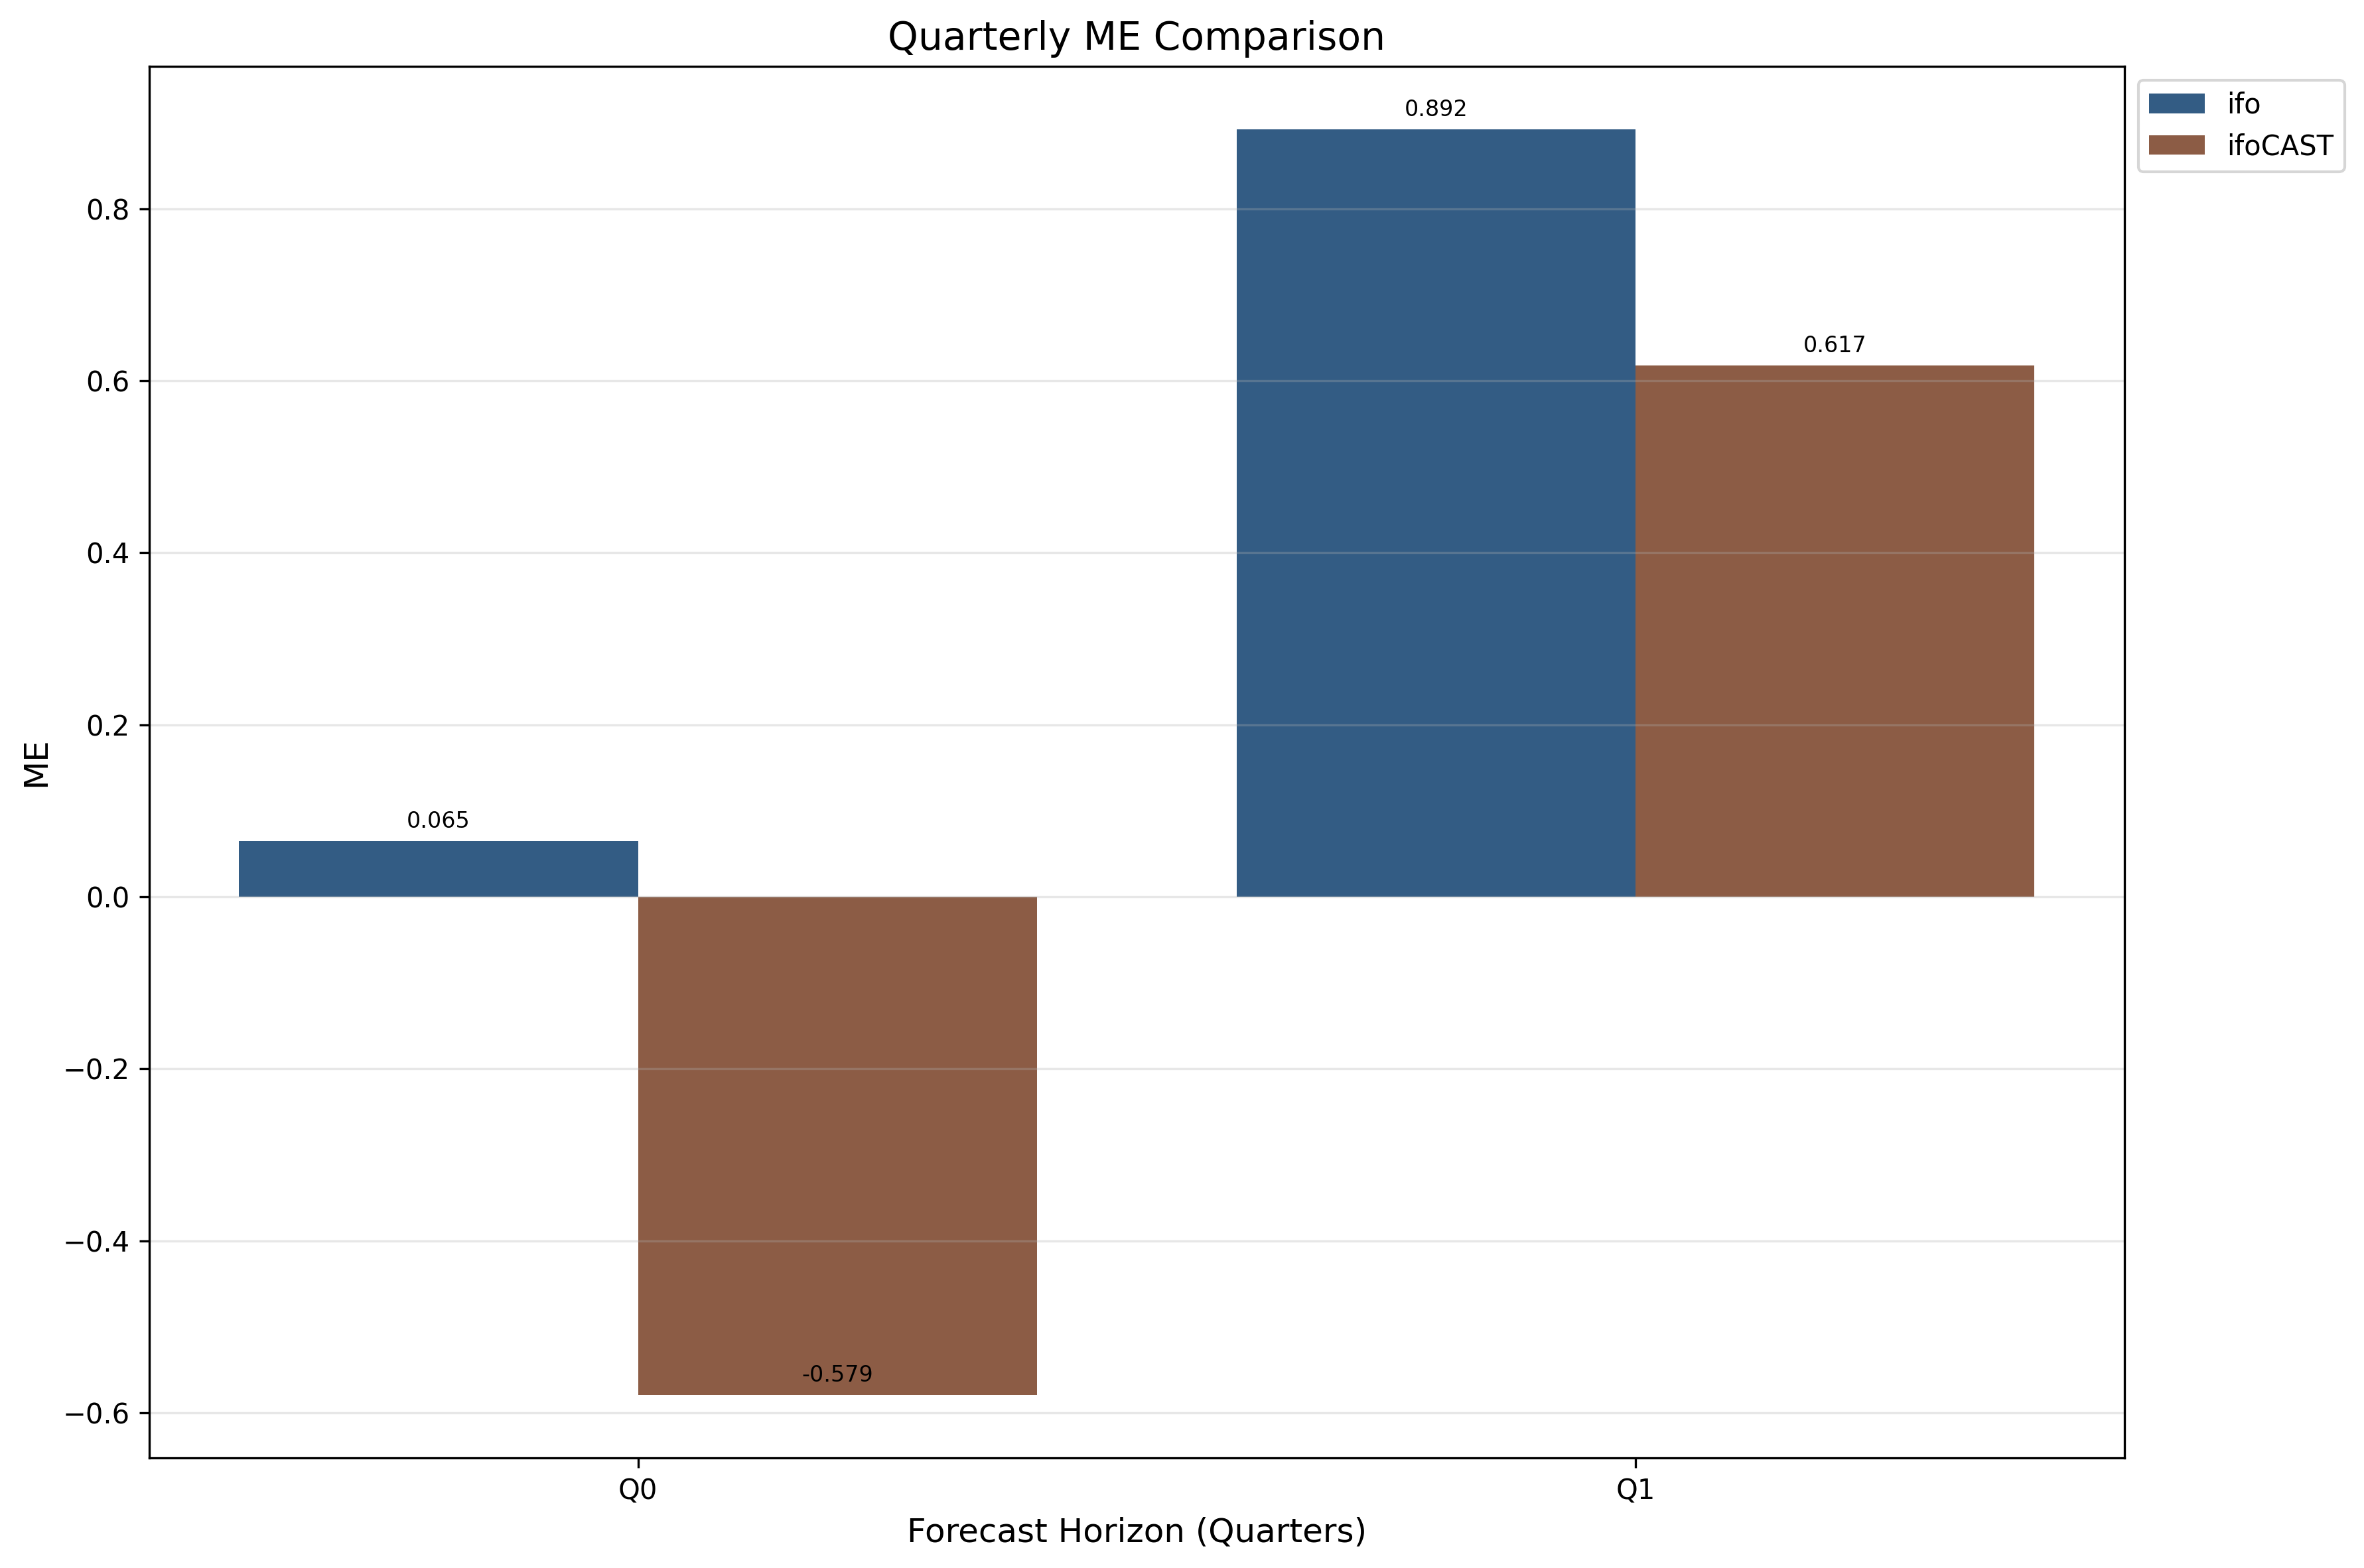 Quarterly ME Comparison
ifo
ifoCAST
ME
0.8
0.6
0.4
0.2
0.0
−0.2
−0.4
−0.6
0.892
0.617
0.065
-0.579
Q0
Q1
Forecast Horizon (Quarters)